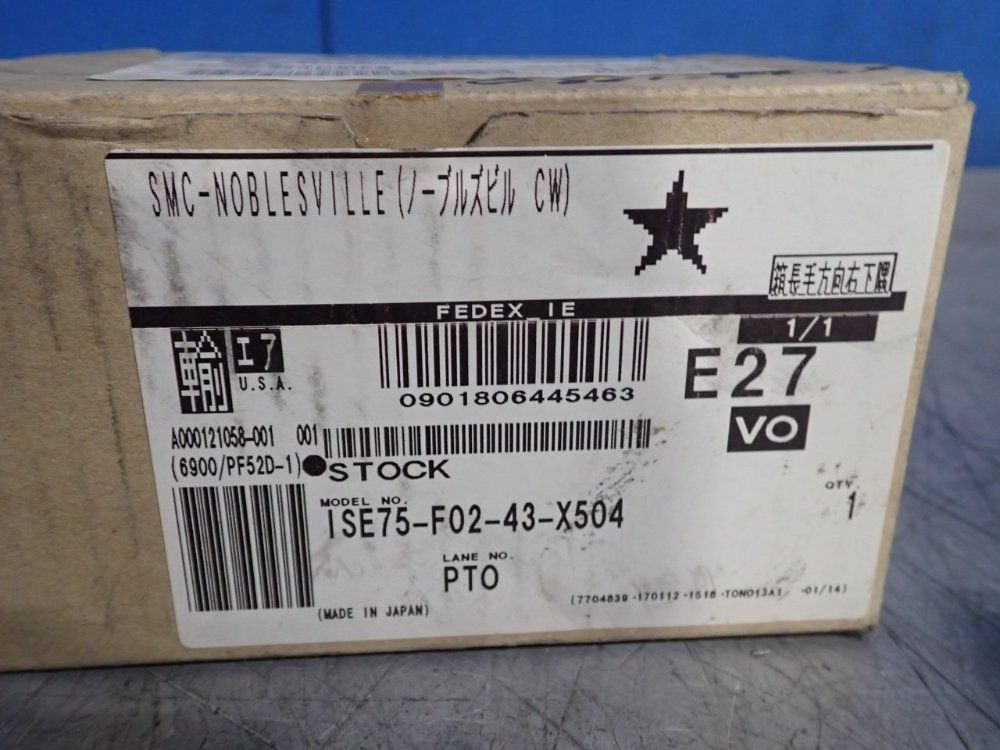 SMC-NOBLESVILLE(ノーブルズビル CW)
筑長手方向右下隅
FEDEX_IE
1/1
輸 エア
U.S.A.
0901806445463
E27
VO
A000121058-001 001
(6900/PF52D-1)●STOCK
QTY.
MODEL NO.
ISE75-F02-43-X504
1
LANE NO.
PTO
(MADE IN JAPAN)
(7704839-170112-1516-TON013A1 -01/14)